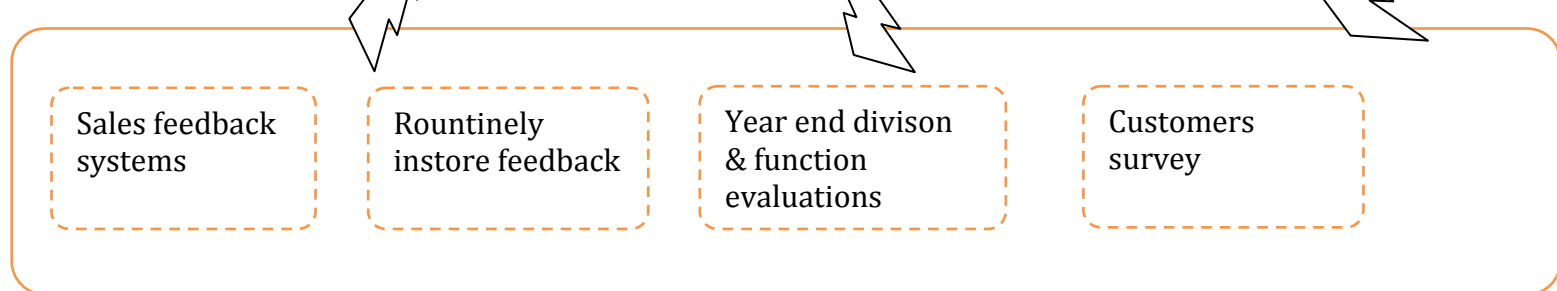 Sales feedback
systems
Rountinely
instore feedback
Year end divison
& function
evaluations
Customers
survey